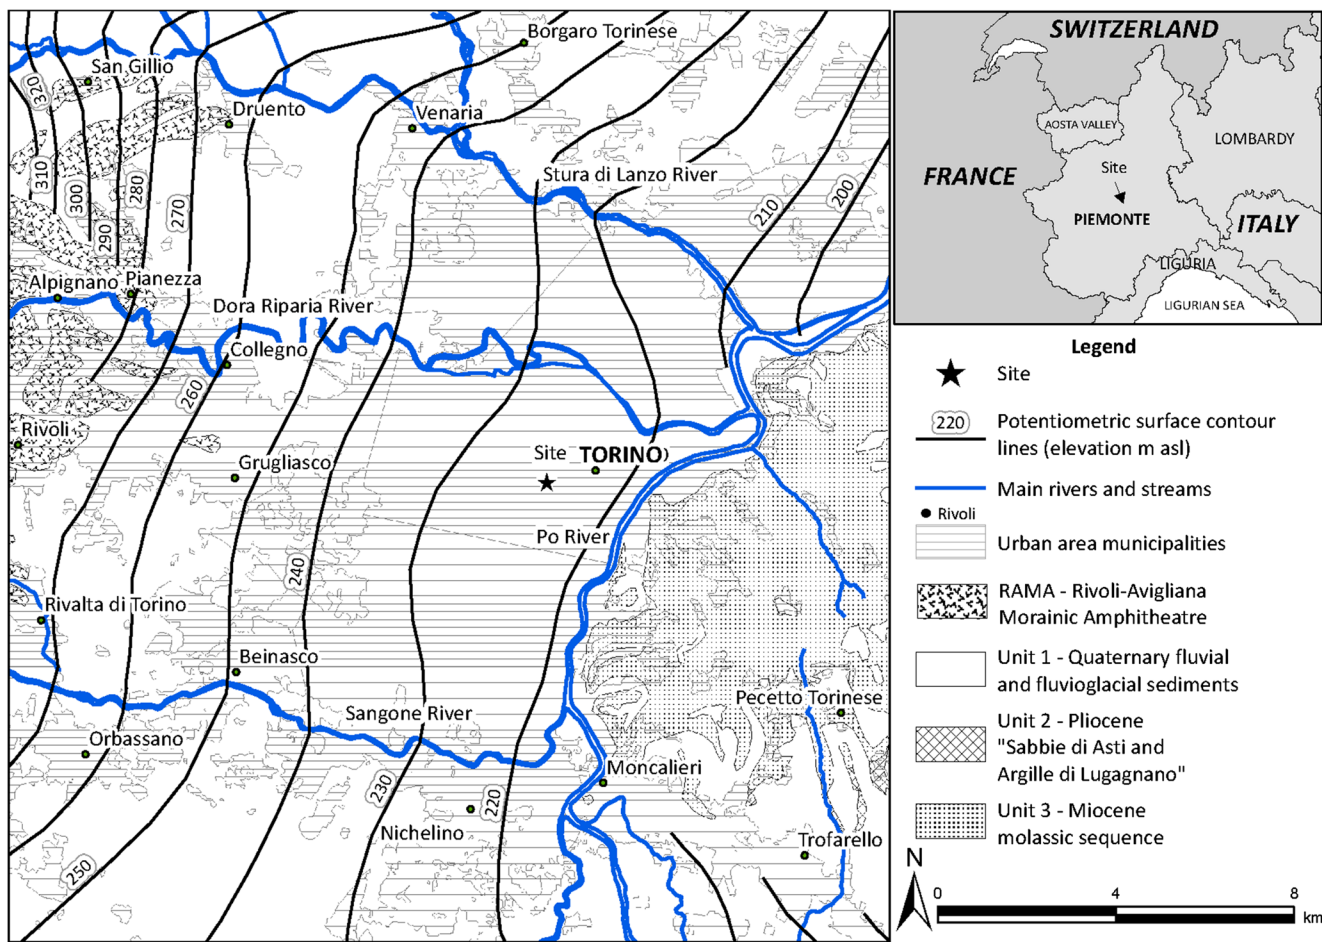 Borgaro Torinese
San Gillio
320
Druento
Venaria
310
300
280
270
290
Stura di Lanzo River
210
200
Alpignano
Pianezza
Dora Riparia River
Collegno
260
Rivoli
Site
TORINO)
Grugliasco
Po River
240
Rivalta di Torino
Beinasco
Sangone River
Pecetto Torinese
Orbassano
230
220
Moncalieri
Nichelino
Trofarello
250
SWITZERLAND
AOSTA VALLEY
LOMBARDY
FRANCE
Site
PIEMONTE
ITALY
LIGURIA
LIGURIAN SEA
Legend
Site
220
Potentiometric surface contour
lines (elevation m asl)
Main rivers and streams
Rivoli
Urban area municipalities
RAMA - Rivoli-Avigliana
Morainic Amphitheatre
Unit 1 - Quaternary fluvial
and fluvioglacial sediments
Unit 2 - Pliocene
"Sabbie di Asti and
Argille di Lugagnano"
Unit 3 - Miocene
molassic sequence
N
0 4 8
km